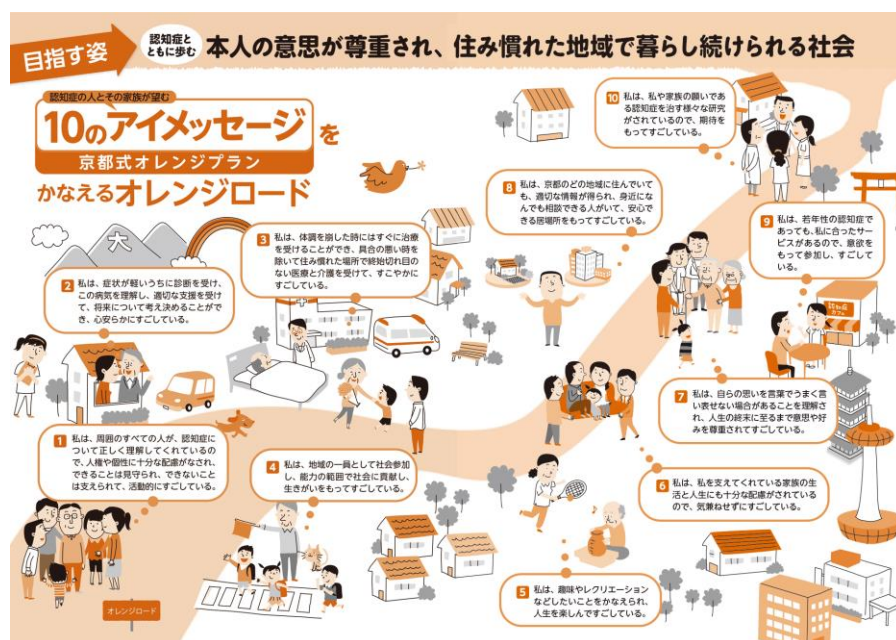 目指す姿
認知症と
ともに歩む
本人の意思が尊重され、住み慣れた地域で暮らし続けられる社会
認知症の人とその家族が望む
10のアイメッセージを
京都式オレンジプラン
かなえるオレンジロード
大
1 私は、周囲のすべての人が、認知症に
ついて正しく理解してくれているの
で、人権や個性に十分な配慮がなされ、
できることは見守られ、できないこと
は支えられて、活動的にすごしている。
2 私は、症状が軽いうちに診断を受け、
この病気を理解し、適切な支援を受け
て、将来について考え決めることがで
き、心安らかにすごしている。
3 私は、体調を崩した時にはすぐに治療
を受けることができ、具合の悪い時を
除いて住み慣れた場所で終始切れ目の
ない医療と介護を受けて、すこやかに
すごしている。
4 私は、地域の一員として社会参加
し、能力の範囲で社会に貢献し、
生きがいをもってすごしている。
5 私は、趣味やレクリエーション
などしたいことをかなえられ、
人生を楽しんですごしている。
6 私は、私を支えてくれている家族の生
活と人生にも十分な配慮がされている
ので、気兼ねせずにすごしている。
7 私は、自らの思いを言葉でうまく言
い表せない場合があることを理解さ
れ、人生の終末に至るまで意思や好
みを尊重されてすごしている。
8 私は、京都のどの地域に住んでいて
も、適切な情報が得られ、身近にな
んでも相談できる人がいて、安心で
きる居場所をもってすごしている。
9 私は、若年性の認知症で
あっても、私に合ったサー
ビスがあるので、意欲を
もって参加し、すごして
いる。
10 私は、私や家族の願いであ
る認知症を治す様々な研究
がされているので、期待を
もってすごしている。
認知症
カフェ
オレンジロード